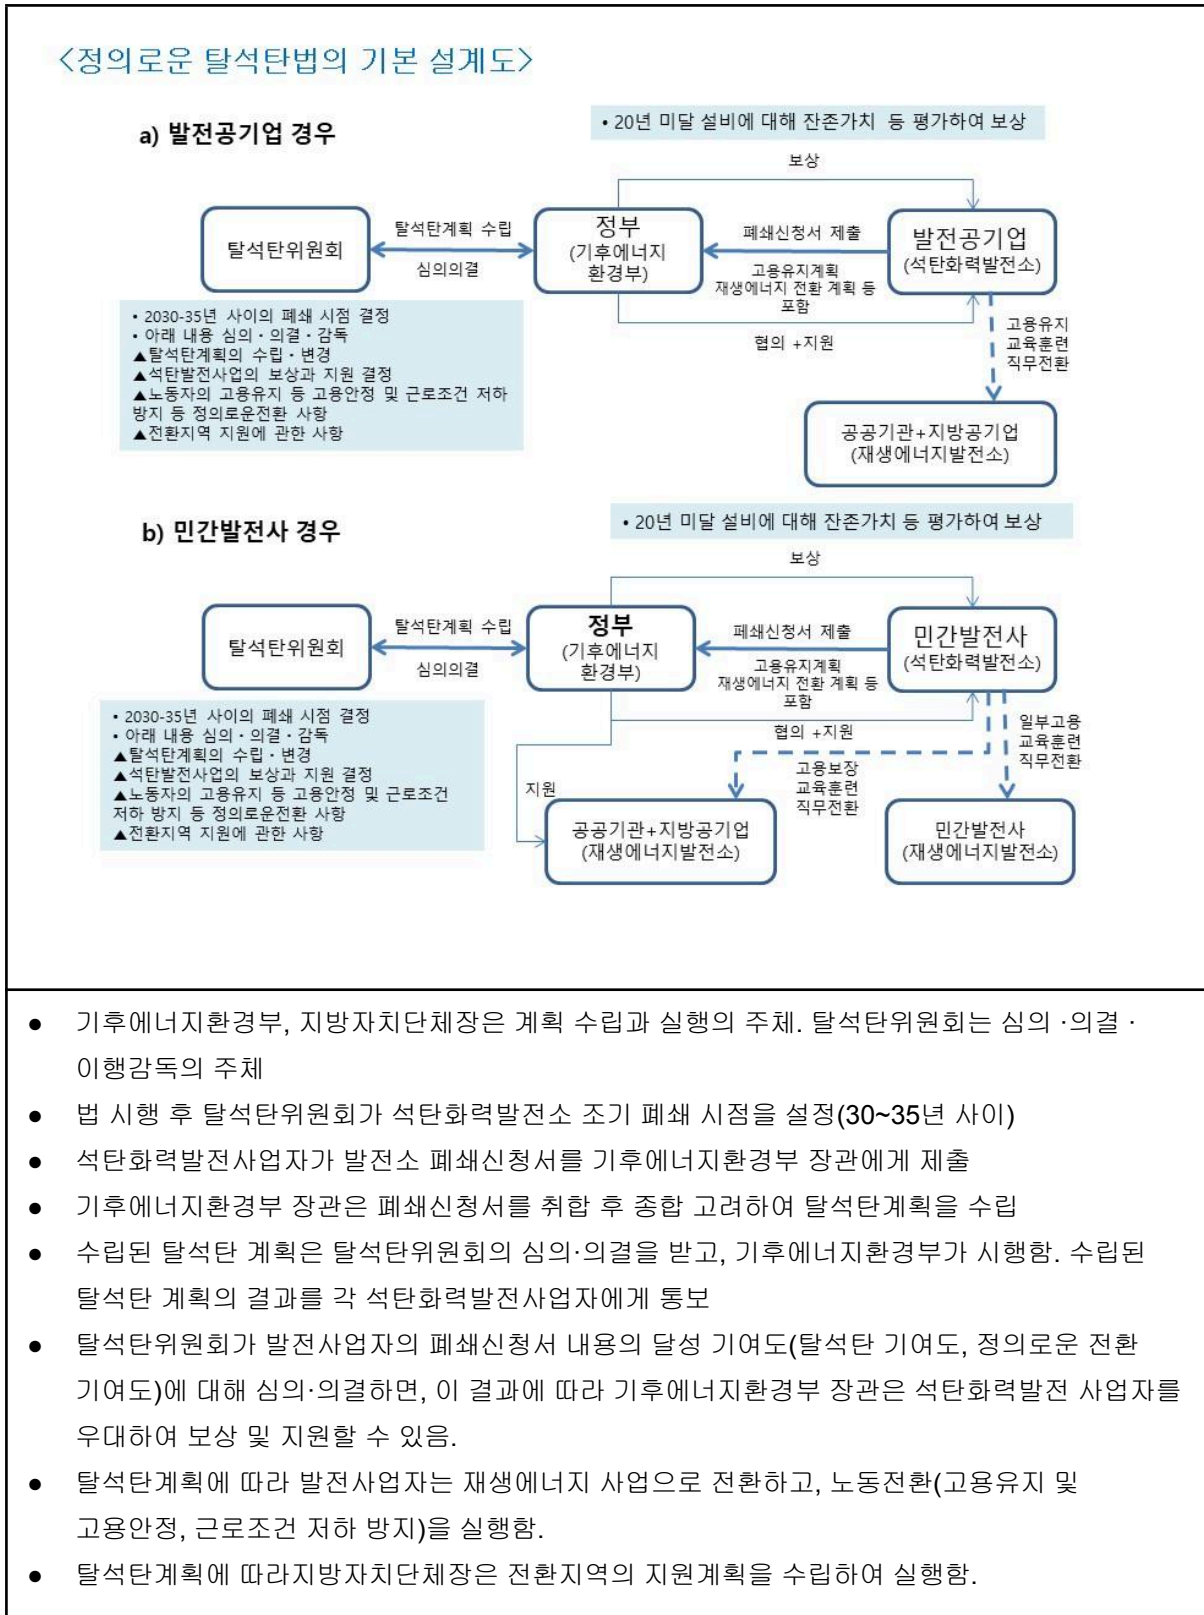 <정의로운 탈석탄법의 기본 설계도>
a) 발전공기업 경우
• 20년 미달 설비에 대해 잔존가치 등 평가하여 보상
보상
탈석탄위원회
탈석탄계획 수립
심의의결
정부
(기후에너지
환경부)
폐쇄신청서 제출
고용유지계획
재생에너지 전환 계획 등
포함
발전공기업
(석탄화력발전소)
협의 +지원
• 2030-35년 사이의 폐쇄 시점 결정
• 아래 내용 심의·의결·감독
▲탈석탄계획의 수립·변경
▲석탄발전사업의 보상과 지원 결정
▲노동자의 고용유지 등 고용안정 및 근로조건 저하
방지 등 정의로운전환 사항
▲전환지역 지원에 관한 사항
고용유지
교육훈련
직무전환
공공기관+지방공기업
(재생에너지발전소)
b) 민간발전사 경우
• 20년 미달 설비에 대해 잔존가치 등 평가하여 보상
보상
탈석탄위원회
탈석탄계획 수립
심의의결
정부
(기후에너지
환경부)
폐쇄신청서 제출
고용유지계획
재생에너지 전환 계획 등
포함
민간발전사
(석탄화력발전소)
협의 +지원
• 2030-35년 사이의 폐쇄 시점 결정
• 아래 내용 심의·의결·감독
▲탈석탄계획의 수립·변경
▲석탄발전사업의 보상과 지원 결정
▲노동자의 고용유지 등 고용안정 및 근로조건
저하 방지 등 정의로운전환 사항
▲전환지역 지원에 관한 사항
지원
고용보장
교육훈련
직무전환
일부고용
교육훈련
직무전환
공공기관+지방공기업
(재생에너지발전소)
민간발전사
(재생에너지발전소)
● 기후에너지환경부, 지방자치단체장은 계획 수립과 실행의 주체. 탈석탄위원회는 심의 ·의결 ·
이행감독의 주체
● 법 시행 후 탈석탄위원회가 석탄화력발전소 조기 폐쇄 시점을 설정(30~35년 사이)
● 석탄화력발전사업자가 발전소 폐쇄신청서를 기후에너지환경부 장관에게 제출
● 기후에너지환경부 장관은 폐쇄신청서를 취합 후 종합 고려하여 탈석탄계획을 수립
● 수립된 탈석탄 계획은 탈석탄위원회의 심의·의결을 받고, 기후에너지환경부가 시행함. 수립된
탈석탄 계획의 결과를 각 석탄화력발전사업자에게 통보
● 탈석탄위원회가 발전사업자의 폐쇄신청서 내용의 달성 기여도(탈석탄 기여도, 정의로운 전환
기여도)에 대해 심의·의결하면, 이 결과에 따라 기후에너지환경부 장관은 석탄화력발전 사업자를
우대하여 보상 및 지원할 수 있음.
● 탈석탄계획에 따라 발전사업자는 재생에너지 사업으로 전환하고, 노동전환(고용유지 및
고용안정, 근로조건 저하 방지)을 실행함.
● 탈석탄계획에 따라지방자치단체장은 전환지역의 지원계획을 수립하여 실행함.